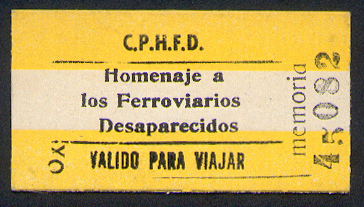 C.P.H.F.D.
Homenaje a
los Ferroviarios
Desaparecidos
VALIDO PARA VIAJAR
memoria
45082